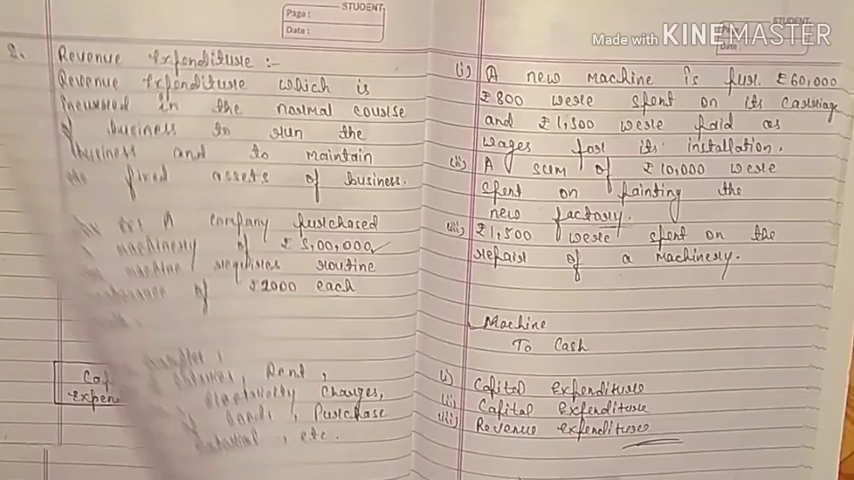 STUDENT
Page:
Date:
2. Revenue Expenditure :-
Revenue Expenditure which is
incurred in the normal course
of business to run the
business and to maintain
fixed assets of business.
A company purchased
machinery of ₹ 5,00,000
machine requires routine
of ₹2000 each
Rent,
Electricity Charges,
Purchase
etc.
Expen
Made with KINEMASTER
STUDENT
Date
(i) A new Machine is pur. ₹ 60,000
₹800 were spent on its carriage
and ₹1,500 were paid as
wages for its installation.
(ii) A sum of ₹10,000 were
spent on painting the
new factory.
(iii) ₹1,500 were spent on the
repair of a machinery.
Machine
To Cash
(i) Capital Expenditure
(ii) Capital Expenditure
(iii) Revenue expenditure